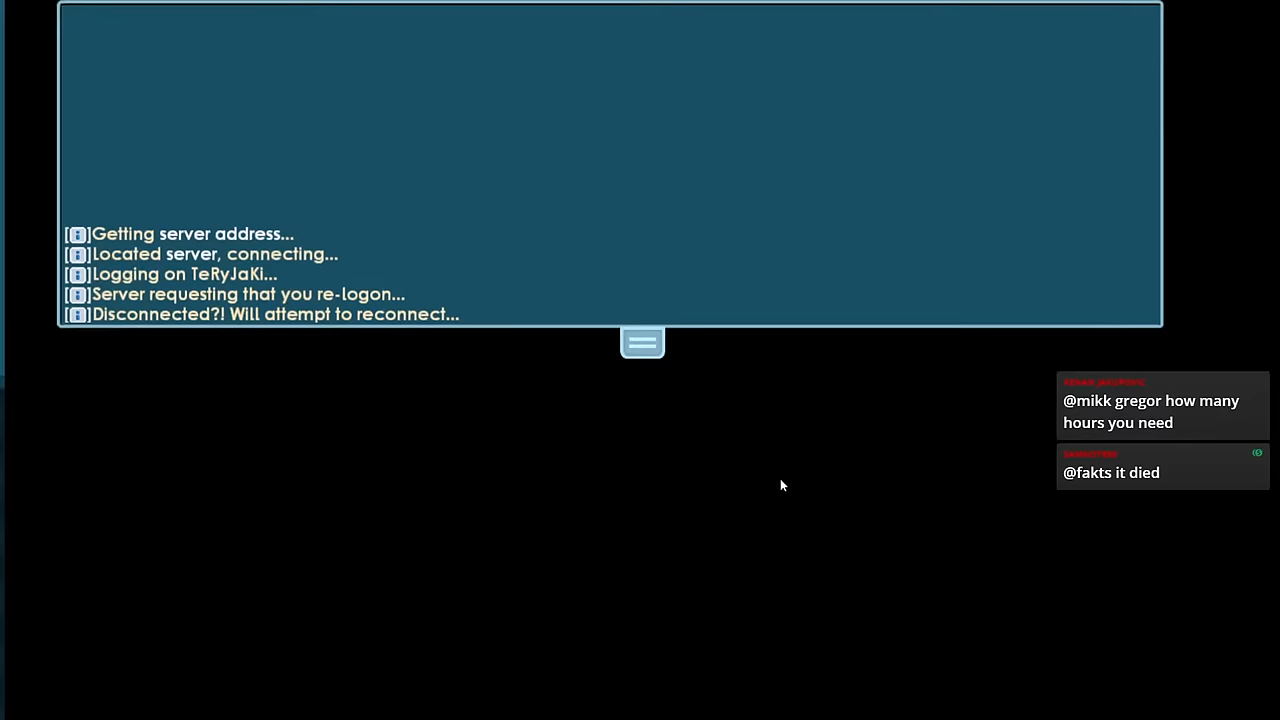 [i]Getting server address...
[i]Located server, connecting...
[i]Logging on TeRyJaKi...
[i]Server requesting that you re-logon...
[i]Disconnected?! Will attempt to reconnect...
@mikk gregor how many
hours you need
@fakts it died